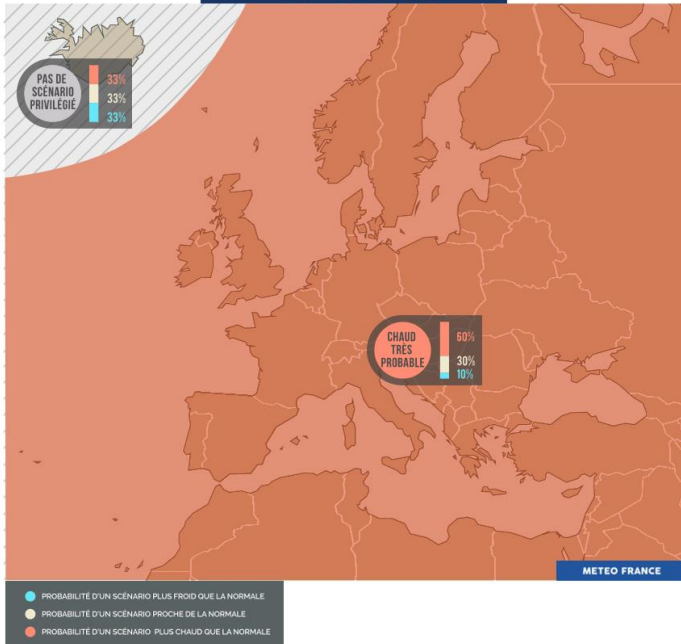 PAS DE
SCÉNARIO
PRIVILÉGIÉ
33%
33%
33%
CHAUD
TRÈS
PROBABLE
60%
30%
10%
METEO FRANCE
PROBABILITÉ D'UN SCÉNARIO PLUS FROID QUE LA NORMALE
PROBABILITÉ D'UN SCÉNARIO PROCHE DE LA NORMALE
PROBABILITÉ D'UN SCÉNARIO PLUS CHAUD QUE LA NORMALE